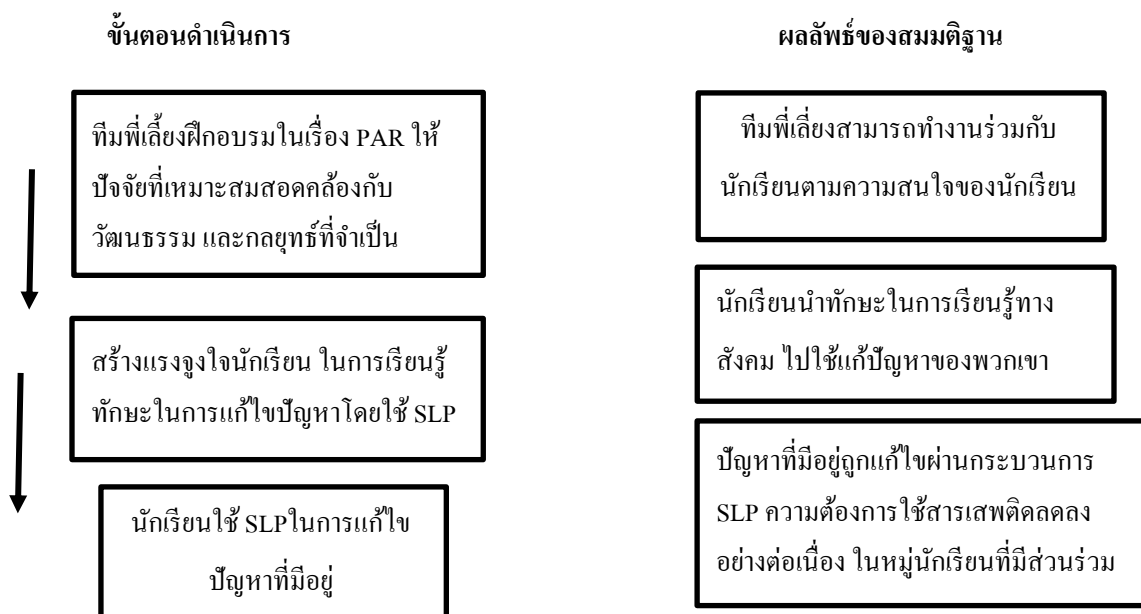 ขั้นตอนดำเนินการ
ทีมพี่เลี้ยงฝึกอบรมในเรื่อง PAR ให้
ปัจจัยที่เหมาะสมสอดคล้องกับ
วัฒนธรรม และกลยุทธ์ที่จำเป็น
สร้างแรงจูงใจนักเรียน ในการเรียนรู้
ทักษะในการแก้ไขปัญหาโดยใช้ SLP
นักเรียนใช้ SLPในการแก้ไข
ปัญหาที่มีอยู่
ผลลัพธ์ของสมมติฐาน
ทีมพี่เลี่ยงสามารถทำงานร่วมกับ
นักเรียนตามความสนใจของนักเรียน
นักเรียนนำทักษะในการเรียนรู้ทาง
สังคม ไปใช้แก้ปัญหาของพวกเขา
ปัญหาที่มีอยู่ถูกแก้ไขผ่านกระบวนการ
SLP ความต้องการใช้สารเสพติดลดลง
อย่างต่อเนื่อง ในหมู่นักเรียนที่มีส่วนร่วม